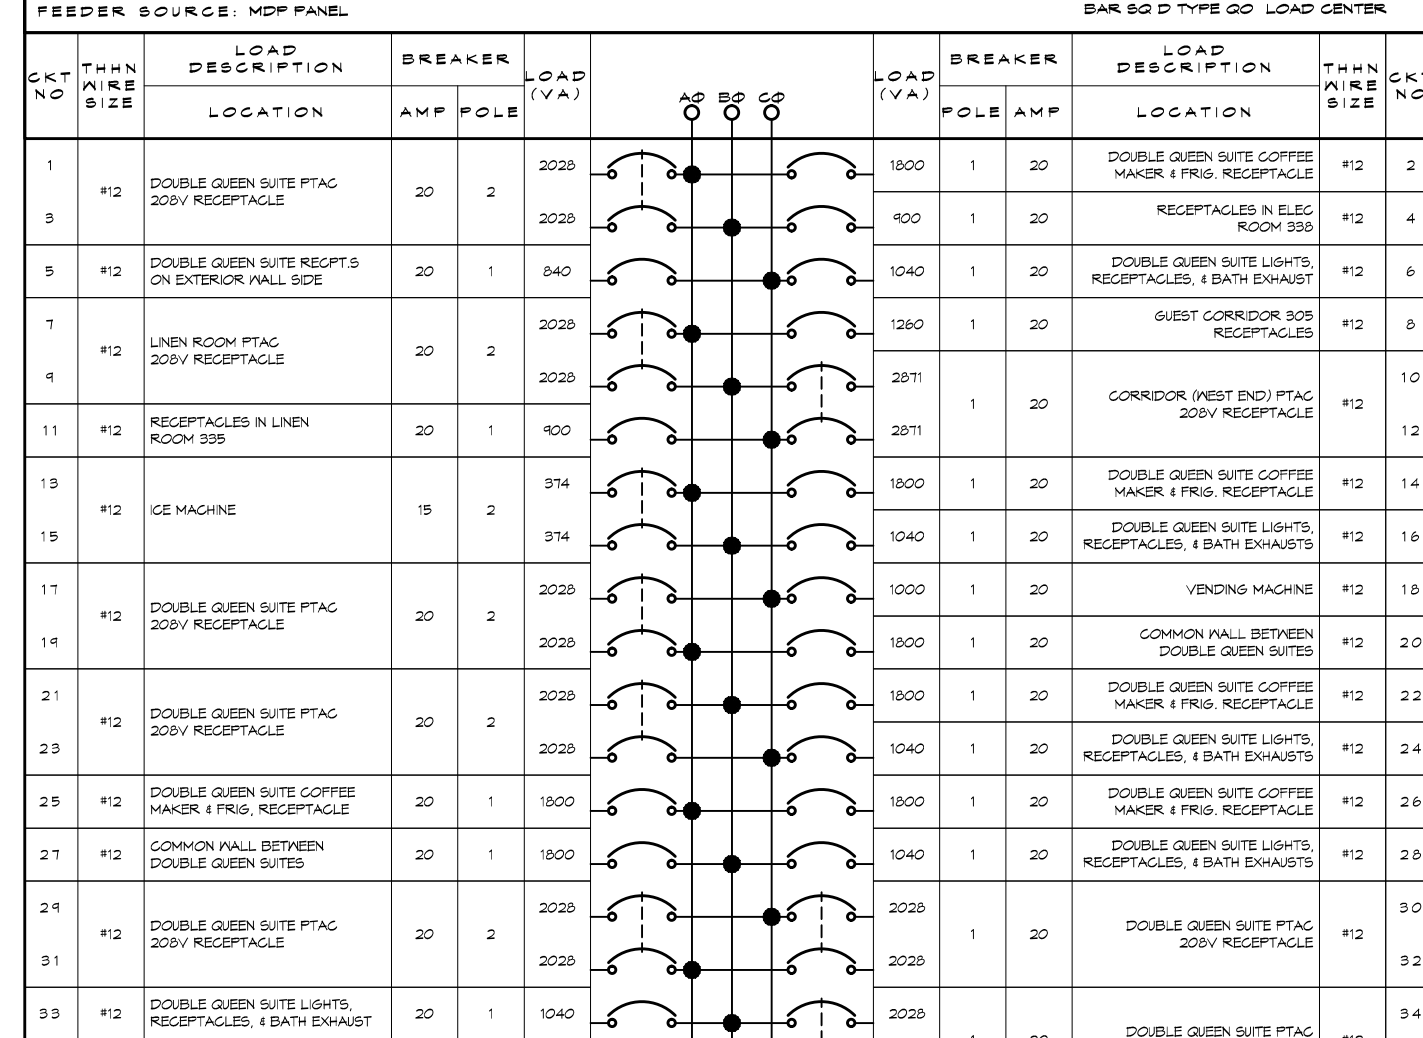 FEEDER SOURCE: MDP PANEL BAR SQ D TYPE QO LOAD CENTER
CKT NO THHN WIRE SIZE LOAD DESCRIPTION BREAKER LOAD (VA) LOAD (VA) BREAKER LOAD DESCRIPTION THHN WIRE SIZE CKT NO
LOCATION AMP POLE AΦ BΦ CΦ POLE AMP LOCATION
1 2028 1800 1 20 DOUBLE QUEEN SUITE COFFEE #12 2
MAKER & FRIG. RECEPTACLE
#12 DOUBLE QUEEN SUITE PTAC 20 2
208V RECEPTACLE
3 2028 900 1 20 RECEPTACLES IN ELEC #12 4
ROOM 338
5 #12 DOUBLE QUEEN SUITE RECPT.S 20 1 840 1040 1 20 DOUBLE QUEEN SUITE LIGHTS, #12 6
ON EXTERIOR WALL SIDE RECEPTACLES, & BATH EXHAUST
7 2028 1260 1 20 GUEST CORRIDOR 305 #12 8
RECEPTACLES
#12 LINEN ROOM PTAC 20 2
208V RECEPTACLE
9 2028 2871 10
1 20 CORRIDOR (WEST END) PTAC #12
208V RECEPTACLE
11 #12 RECEPTACLES IN LINEN 20 1 900 2871 12
ROOM 335
13 374 1800 1 20 DOUBLE QUEEN SUITE COFFEE #12 14
MAKER & FRIG. RECEPTACLE
#12 ICE MACHINE 15 2
15 374 1040 1 20 DOUBLE QUEEN SUITE LIGHTS, #12 16
RECEPTACLES, & BATH EXHAUSTS
17 2028 1000 1 20 VENDING MACHINE #12 18
#12 DOUBLE QUEEN SUITE PTAC 20 2
208V RECEPTACLE
19 2028 1800 1 20 COMMON WALL BETWEEN #12 20
DOUBLE QUEEN SUITES
21 2028 1800 1 20 DOUBLE QUEEN SUITE COFFEE #12 22
MAKER & FRIG. RECEPTACLE
#12 DOUBLE QUEEN SUITE PTAC 20 2
208V RECEPTACLE
23 2028 1040 1 20 DOUBLE QUEEN SUITE LIGHTS, #12 24
RECEPTACLES, & BATH EXHAUSTS
25 #12 DOUBLE QUEEN SUITE COFFEE 20 1 1800 1800 1 20 DOUBLE QUEEN SUITE COFFEE #12 26
MAKER & FRIG, RECEPTACLE MAKER & FRIG. RECEPTACLE
27 #12 COMMON WALL BETWEEN 20 1 1800 1040 1 20 DOUBLE QUEEN SUITE LIGHTS, #12 28
DOUBLE QUEEN SUITES RECEPTACLES, & BATH EXHAUSTS
29 2028 2028 30
#12 DOUBLE QUEEN SUITE PTAC 20 2 1 20 DOUBLE QUEEN SUITE PTAC #12
208V RECEPTACLE 208V RECEPTACLE
31 2028 2028 32
33 #12 DOUBLE QUEEN SUITE LIGHTS, 20 1 1040 2028 34
RECEPTACLES, & BATH EXHAUST
DOUBLE QUEEN SUITE PTAC